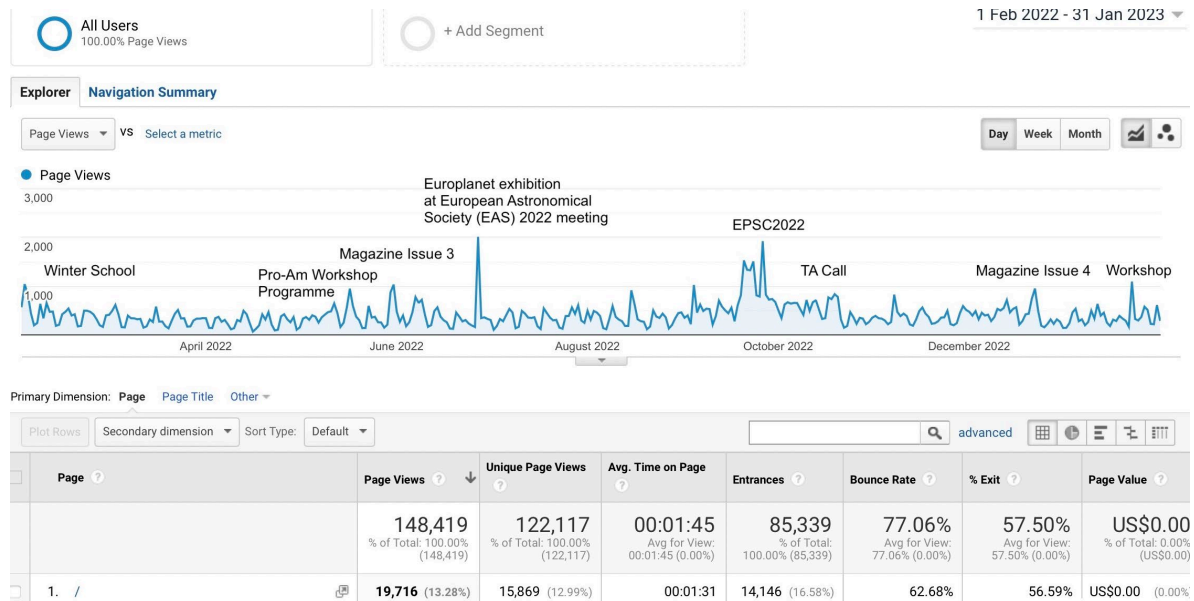 All Users
100.00% Page Views
+ Add Segment
1 Feb 2022 - 31 Jan 2023
Explorer
Navigation Summary
Page Views
VS
Select a metric
Day
Week
Month
Page Views
3,000
2,000
1,000
Winter School
Pro-Am Workshop
Programme
Magazine Issue 3
Europlanet exhibition
at European Astronomical
Society (EAS) 2022 meeting
EPSC2022
TA Call
Magazine Issue 4
Workshop
April 2022
June 2022
August 2022
October 2022
December 2022
Primary Dimension: Page Page Title Other
Plot Rows
Secondary dimension
Sort Type:
Default
advanced
Page ?
Page Views ?
Unique Page Views
?
Avg. Time on Page
?
Entrances ?
Bounce Rate ?
% Exit ?
Page Value ?
148,419
% of Total: 100.00%
(148,419)
122,117
% of Total: 100.00%
(122,117)
00:01:45
Avg for View:
00:01:45 (0.00%)
85,339
% of Total:
100.00% (85,339)
77.06%
Avg for View:
77.06% (0.00%)
57.50%
Avg for View:
57.50% (0.00%)
US$0.00
% of Total: 0.00%
(US$0.00)
1. / 19,716 (13.28%) 15,869 (12.99%) 00:01:31 14,146 (16.58%) 62.68% 56.59% US$0.00 (0.00%